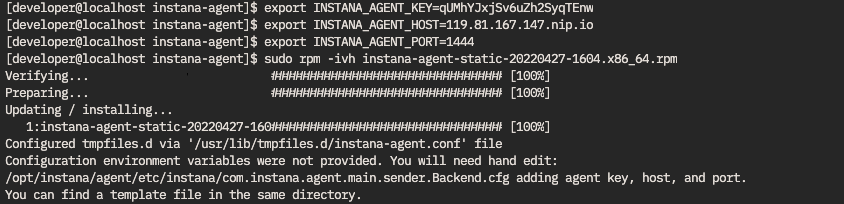 [developer@localhost instana-agent]$ export INSTANA_AGENT_KEY=qUMhYJxjSv6uZh2SyqTEnw
[developer@localhost instana-agent]$ export INSTANA_AGENT_HOST=119.81.167.147.nip.io
[developer@localhost instana-agent]$ export INSTANA_AGENT_PORT=1444
[developer@localhost instana-agent]$ sudo rpm -ivh instana-agent-static-20220427-1604.x86_64.rpm
Verifying... ################################# [100%]
Preparing... ################################# [100%]
Updating / installing...
1:instana-agent-static-20220427-160################################# [100%]
Configured tmpfiles.d via '/usr/lib/tmpfiles.d/instana-agent.conf' file
Configuration environment variables were not provided. You will need hand edit:
/opt/instana/agent/etc/instana/com.instana.agent.main.sender.Backend.cfg adding agent key, host, and port.
You can find a template file in the same directory.